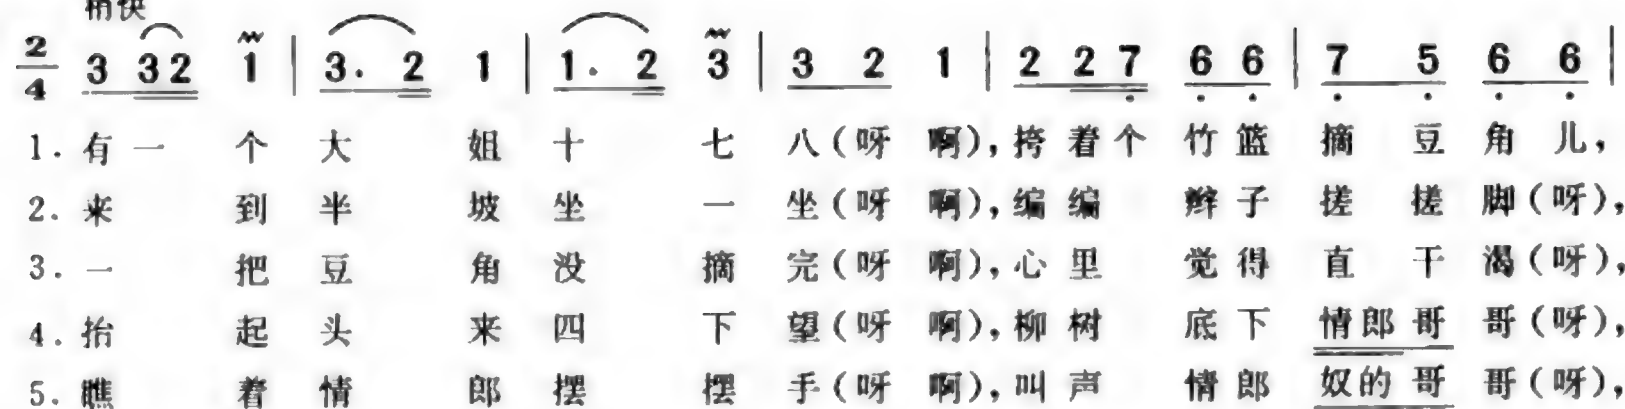 稍快
2/4 3 32 1 | 3. 2 1 | 1. 2 3 | 3 2 1 | 2 2 7 6 6 | 7 5 6 6 |
1. 有一个大姐十七八(呀啊),挎着个竹篮摘豆角儿,
2. 来到半坡坐一坐(呀啊),编编辫子搓搓脚(呀),
3. 一把豆角没摘完(呀啊),心里觉得直干渴(呀),
4. 抬起头来四下望(呀啊),柳树底下情郎哥哥(呀),
5. 瞧着情郎摆摆手(呀啊),叫声情郎奴的哥哥(呀),